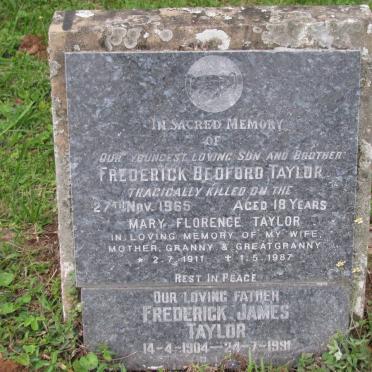 IN SACRED MEMORY
OF
OUR YOUNGEST LOVING SON AND BROTHER
FREDERICK BEDFORD TAYLOR
TRAGICALLY KILLED ON THE
27TH NOV. 1965 AGED 18 YEARS
MARY FLORENCE TAYLOR
IN LOVING MEMORY OF MY WIFE,
MOTHER, GRANNY & GREATGRANNY
* 2.7.1911 + 1.5.1987
REST IN PEACE
OUR LOVING FATHER
FREDERICK JAMES
TAYLOR
14-4-1904 — 24-7-1991